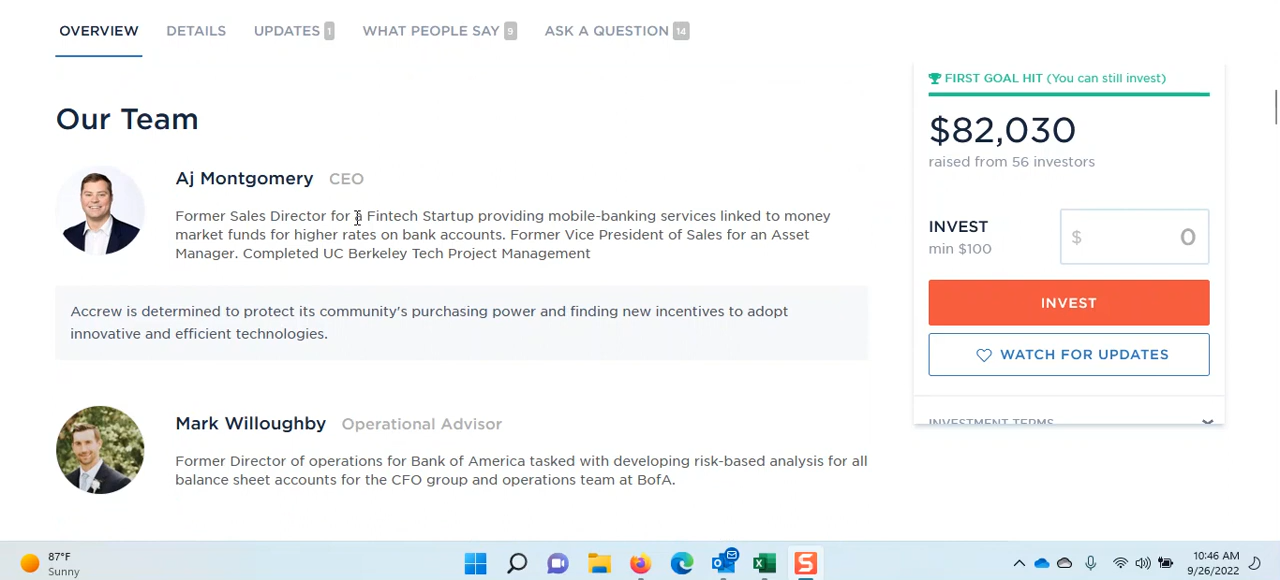 OVERVIEW DETAILS UPDATES 1 WHAT PEOPLE SAY 9 ASK A QUESTION 14
Our Team
Aj Montgomery CEO
Former Sales Director for a Fintech Startup providing mobile-banking services linked to money
market funds for higher rates on bank accounts. Former Vice President of Sales for an Asset
Manager. Completed UC Berkeley Tech Project Management
Accrew is determined to protect its community's purchasing power and finding new incentives to adopt
innovative and efficient technologies.
Mark Willoughby Operational Advisor
Former Director of operations for Bank of America tasked with developing risk-based analysis for all
balance sheet accounts for the CFO group and operations team at BofA.
FIRST GOAL HIT (You can still invest)
$82,030
raised from 56 investors
INVEST
min $100
$ 0
INVEST
WATCH FOR UPDATES
INVESTMENT TERMS
87°F
Sunny
10:46 AM
9/26/2022